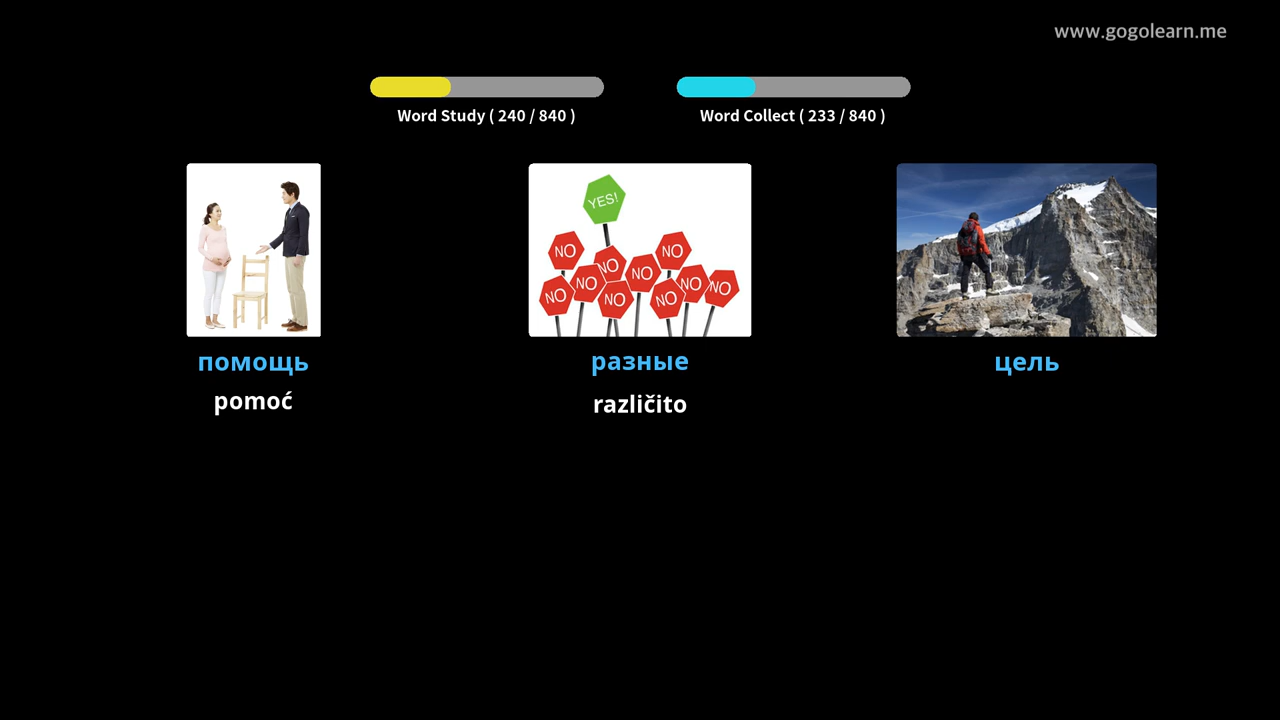 www.gogolearn.me
Word Study ( 240 / 840 )
Word Collect ( 233 / 840 )
YES!
NO
NO
NO
NO
NO
NO
NO
NO
NO
NO
помощь
разные
цель
pomoć
različito